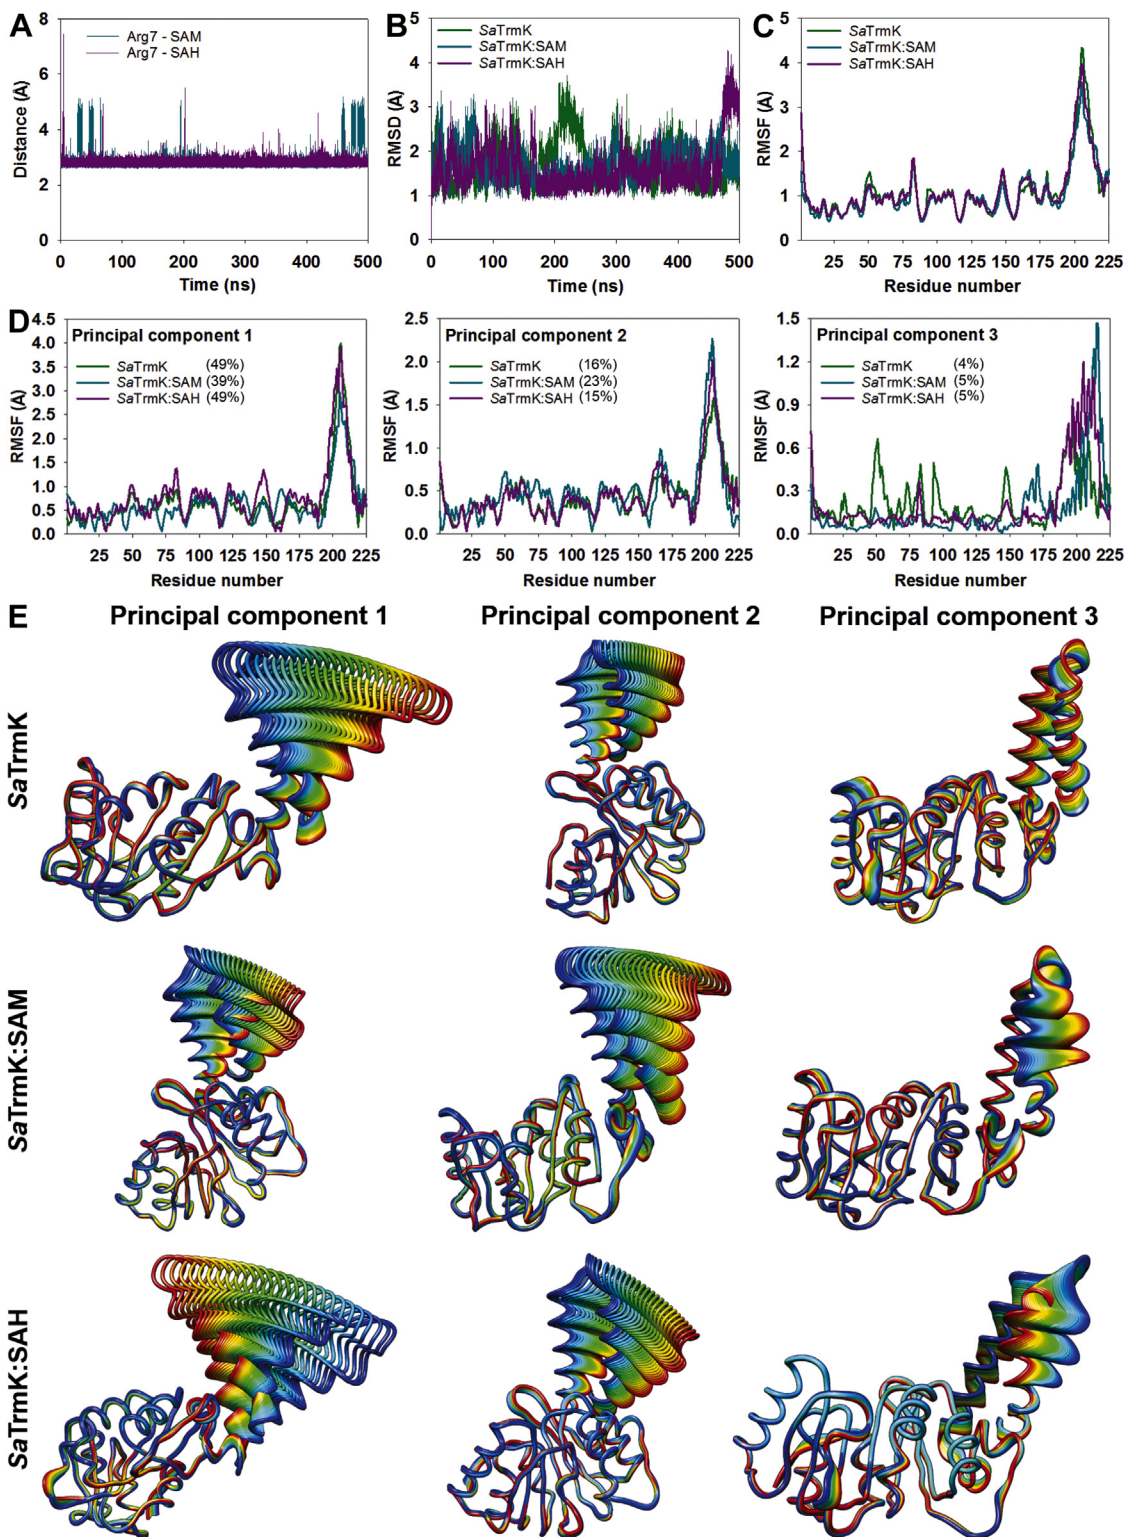 A
Distance (A)
8
6
4
2
0
Arg7 - SAM
Arg7 - SAH
0 100 200 300 400 500
Time (ns)
B
RMSD (A)
5
4
3
2
1
0
SaTrmK
SaTrmK:SAM
SaTrmK:SAH
0 100 200 300 400 500
Time (ns)
C
RMSF (A)
5
4
3
2
1
0
SaTrmK
SaTrmK:SAM
SaTrmK:SAH
25 50 75 100 125 150 175 200 225
Residue number
D
RMSF (A)
4.5
4.0
3.5
3.0
2.5
2.0
1.5
1.0
0.5
0.0
Principal component 1
SaTrmK (49%)
SaTrmK:SAM (39%)
SaTrmK:SAH (49%)
25 50 75 100 125 150 175 200 225
Residue number
RMSF (A)
2.5
2.0
1.5
1.0
0.5
0.0
Principal component 2
SaTrmK (16%)
SaTrmK:SAM (23%)
SaTrmK:SAH (15%)
25 50 75 100 125 150 175 200 225
Residue number
RMSF (A)
1.5
1.2
0.9
0.6
0.3
0.0
Principal component 3
SaTrmK (4%)
SaTrmK:SAM (5%)
SaTrmK:SAH (5%)
25 50 75 100 125 150 175 200 225
Residue number
E
Principal component 1
Principal component 2
Principal component 3
SaTrmK
SaTrmK:SAM
SaTrmK:SAH